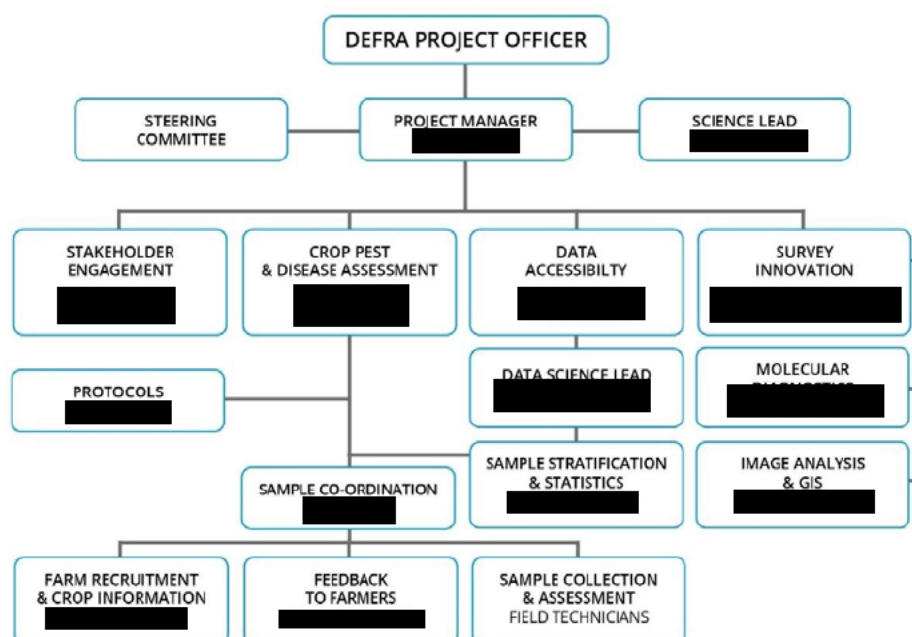 DEFRA PROJECT OFFICER
STEERING
COMMITTEE
PROJECT MANAGER
SCIENCE LEAD
STAKEHOLDER
ENGAGEMENT
CROP PEST
& DISEASE ASSESSMENT
DATA
ACCESSIBILTY
SURVEY
INNOVATION
PROTOCOLS
DATA SCIENCE LEAD
MOLECULAR
DIAGNOSTICS
SAMPLE CO-ORDINATION
SAMPLE STRATIFICATION
& STATISTICS
IMAGE ANALYSIS
& GIS
FARM RECRUITMENT
& CROP INFORMATION
FEEDBACK
TO FARMERS
SAMPLE COLLECTION
& ASSESSMENT
FIELD TECHNICIANS